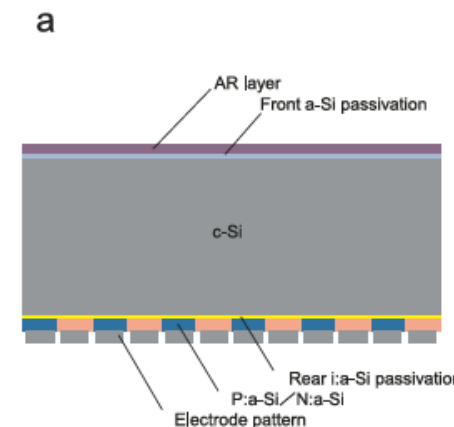 a
AR layer
Front a-Si passivation
c-Si
Rear i:a-Si passivation
P:a-Si／N:a-Si
Electrode pattern